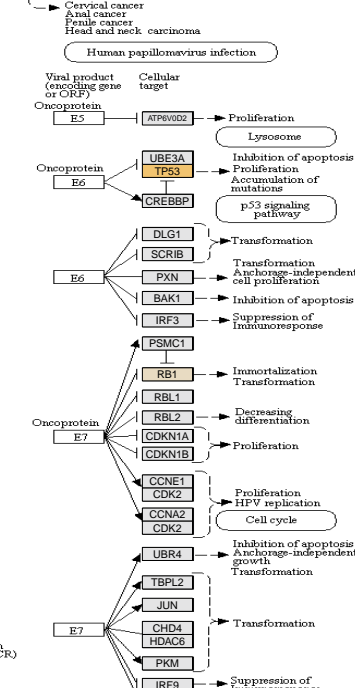 Cervical cancer
Anal cancer
Penile cancer
Head and neck carcinoma
Human papillomavirus infection
Viral product
(encoding gene
or ORF)
Cellular
target
Oncoprotein
E5
ATP6V0D2
Proliferation
Lysosome
Oncoprotein
E6
UBE3A
TP53
CREBBP
Inhibition of apoptosis
Proliferation
Accumulation of
mutations
p53 signaling
pathway
DLG1
SCRIB
Transformation
E6
PXN
Transformation
Anchorage-independent
cell proliferation
BAK1
Inhibition of apoptosis
IRF3
Suppression of
Immunoresponse
PSMC1
RB1
Immortalization
Transformation
RBL1
RBL2
Decreasing
differentiation
Oncoprotein
E7
CDKN1A
CDKN1B
Proliferation
CCNE1
CDK2
CCNA2
CDK2
Proliferation
HPV replication
Cell cycle
UBR4
Inhibition of apoptosis
Anchorage-independent
growth
Transformation
TBPL2
JUN
E7
CHD4
HDAC6
Transformation
PKM
CR)
IRF9
Suppression of